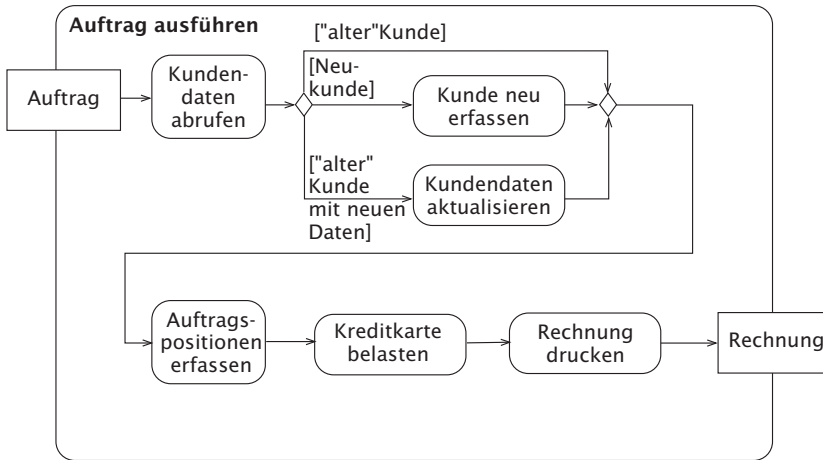 Auftrag ausführen
["alter"Kunde]
Auftrag
Kunden-
daten
abrufen
[Neu-
kunde]
Kunde neu
erfassen
["alter"
Kunde
mit neuen
Daten]
Kundendaten
aktualisieren
Auftrags-
positionen
erfassen
Kreditkarte
belasten
Rechnung
drucken
Rechnung